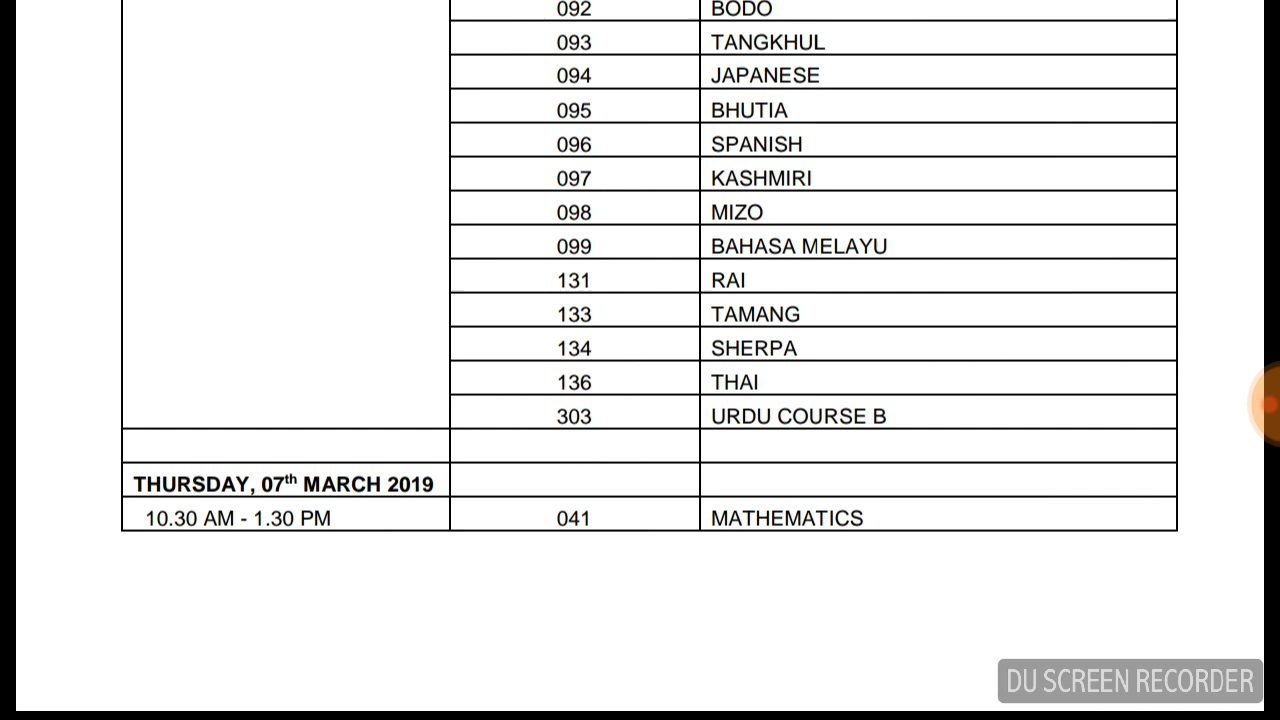 092 BODO
093 TANGKHUL
094 JAPANESE
095 BHUTIA
096 SPANISH
097 KASHMIRI
098 MIZO
099 BAHASA MELAYU
131 RAI
133 TAMANG
134 SHERPA
136 THAI
303 URDU COURSE B
THURSDAY, 07th MARCH 2019
10.30 AM - 1.30 PM 041 MATHEMATICS
DU SCREEN RECORDER